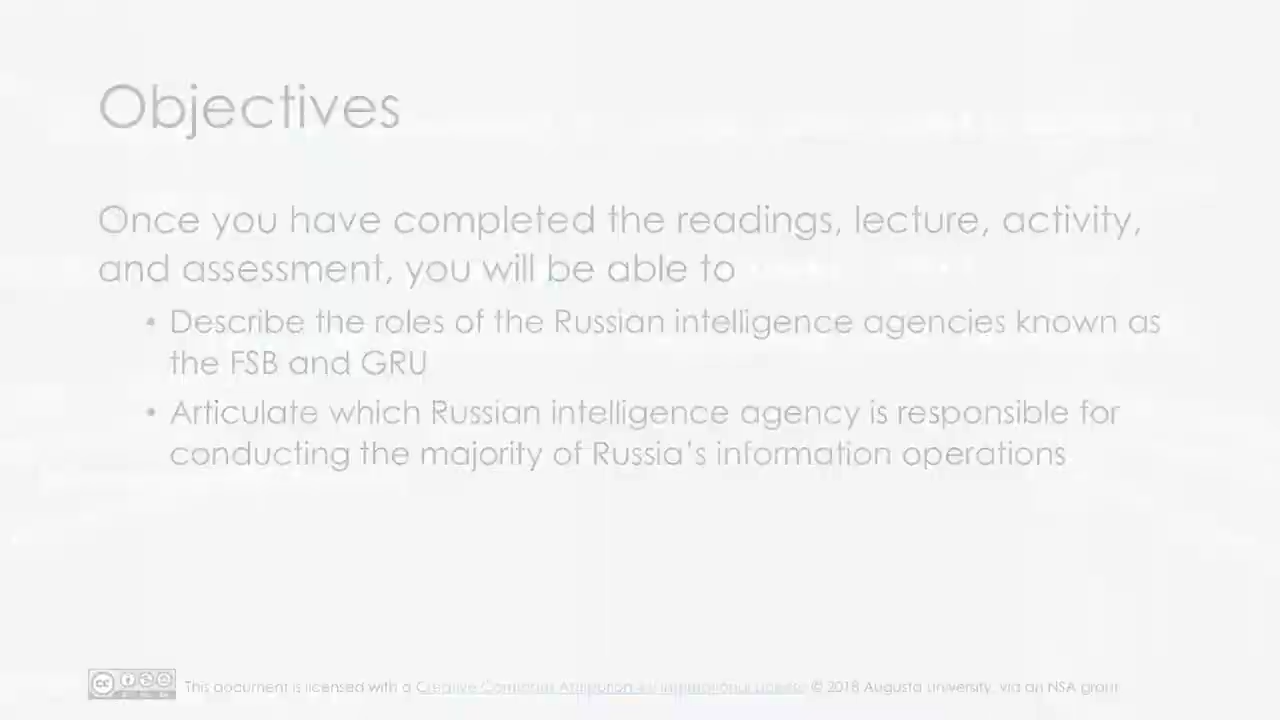 Objectives
Once you have completed the readings, lecture, activity,
and assessment, you will be able to
• Describe the roles of the Russian intelligence agencies known as
the FSB and GRU
• Articulate which Russian intelligence agency is responsible for
conducting the majority of Russia's information operations
This document is licensed with a Creative Commons Attribution 4.0 International License © 2018 Augusta University, via an NSA grant